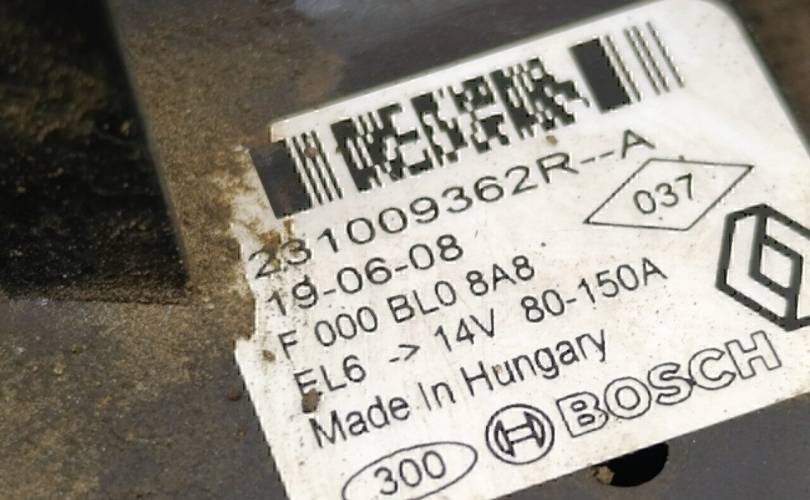 231009362R--A
037
19-06-08
F 000 BL0 8A8
EL6 -> 14V 80-150A
Made In Hungary
300 BOSCH